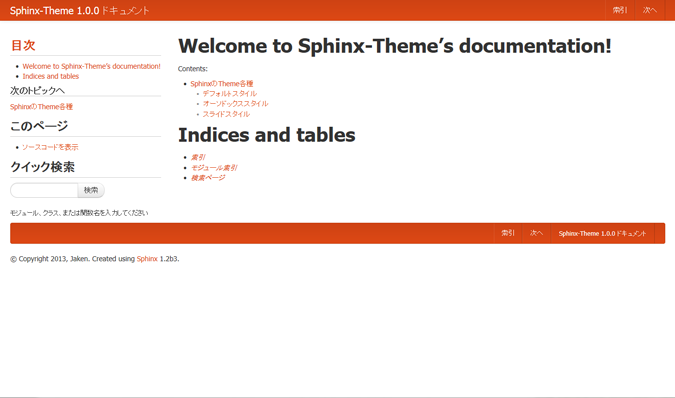 Sphinx-Theme 1.0.0 ドキュメント
索引 次へ
目次
Welcome to Sphinx-Theme's documentation!
Indices and tables
次のトピックへ
SphinxのTheme各種
このページ
ソースコードを表示
クイック検索
検索
モジュール、クラス、または関数名を入力してください
Welcome to Sphinx-Theme's documentation!
Contents:
SphinxのTheme各種
デフォルトスタイル
オーソドックススタイル
スライドスタイル
Indices and tables
索引
モジュール索引
検索ページ
索引 次へ Sphinx-Theme 1.0.0 ドキュメント
© Copyright 2013, Jaken. Created using Sphinx 1.2b3.